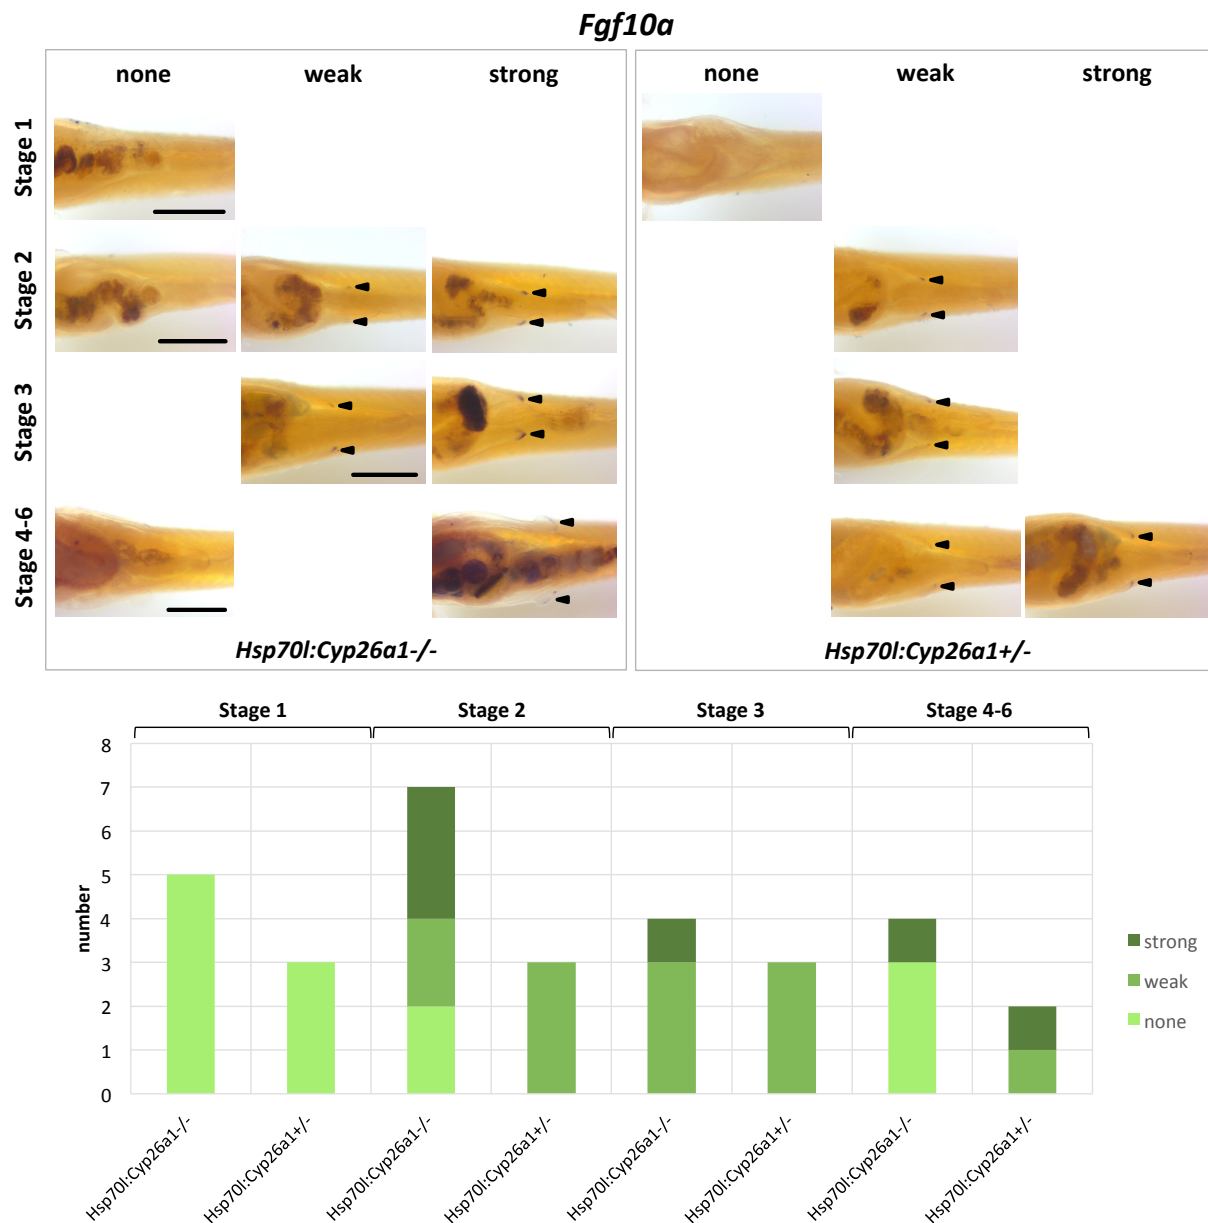 Fgf10a
none weak strong
none weak strong
Stage 1
Stage 2
Stage 3
Stage 4-6
Hsp70l:Cyp26a1-/-
Hsp70l:Cyp26a1+/-
Stage 1 Stage 2 Stage 3 Stage 4-6
number
8
7
6
5
4
3
2
1
0
strong
weak
none
Hsp70l:Cyp26a1-/-
Hsp70l:Cyp26a1+/-
Hsp70l:Cyp26a1-/-
Hsp70l:Cyp26a1+/-
Hsp70l:Cyp26a1-/-
Hsp70l:Cyp26a1+/-
Hsp70l:Cyp26a1-/-
Hsp70l:Cyp26a1+/-